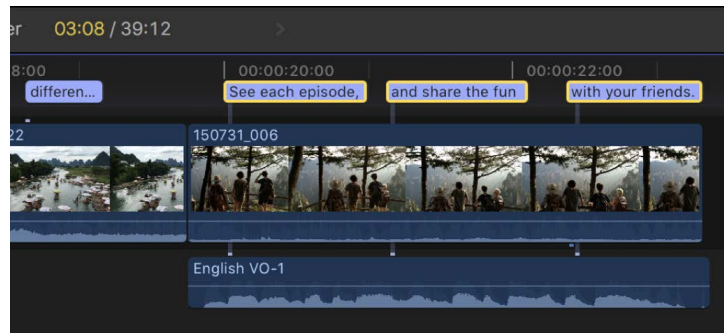 er 03:08 / 39:12
8:00 00:00:20:00 00:00:22:00
differen... See each episode, and share the fun with your friends.
22 150731_006
English VO-1